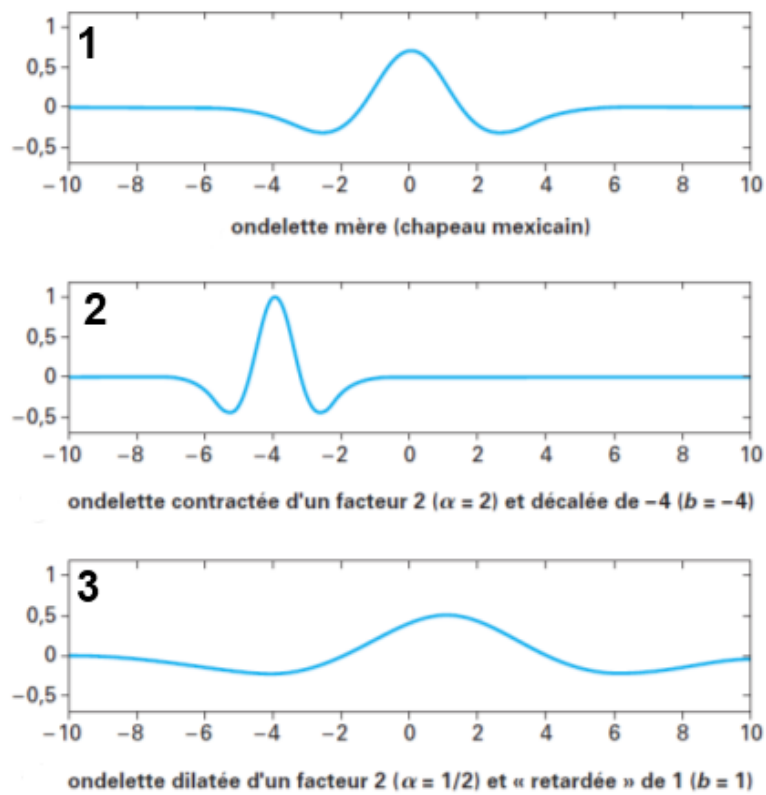 1
1
0,5
0
−0,5
−10 −8 −6 −4 −2 0 2 4 6 8 10
ondelette mère (chapeau mexicain)
2
1
0,5
0
−0,5
−10 −8 −6 −4 −2 0 2 4 6 8 10
ondelette contractée d'un facteur 2 (α = 2) et décalée de −4 (b = −4)
3
1
0,5
0
−0,5
−10 −8 −6 −4 −2 0 2 4 6 8 10
ondelette dilatée d'un facteur 2 (α = 1/2) et « retardée » de 1 (b = 1)